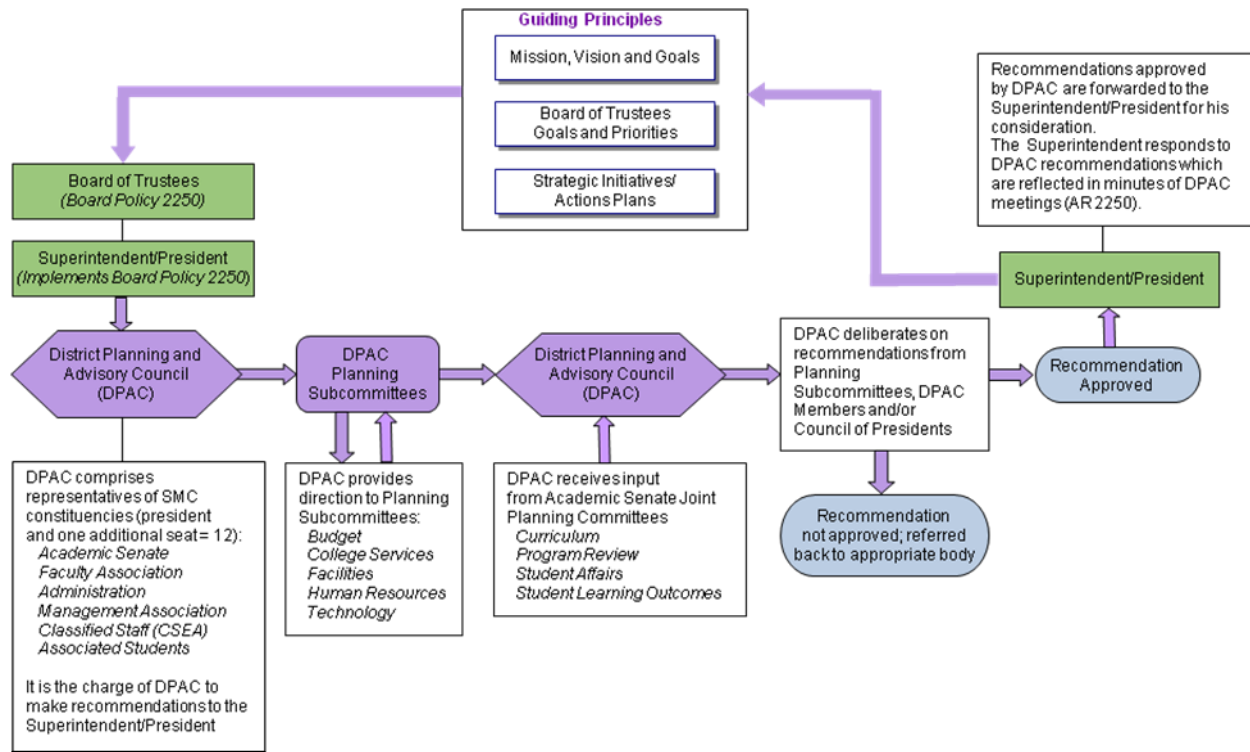 Guiding Principles
Mission, Vision and Goals
Board of Trustees
Goals and Priorities
Strategic Initiatives/
Actions Plans
Recommendations approved
by DPAC are forwarded to the
Superintendent/President for his
consideration.
The Superintendent responds to
DPAC recommendations which
are reflected in minutes of DPAC
meetings (AR 2250).
Board of Trustees
(Board Policy 2250)
Superintendent/President
(Implements Board Policy 2250)
Superintendent/President
District Planning and
Advisory Council
(DPAC)
DPAC
Planning
Subcommittees
District Planning and
Advisory Council
(DPAC)
DPAC deliberates on
recommendations from
Planning
Subcommittees, DPAC
Members and/or
Council of Presidents
Recommendation
Approved
DPAC comprises
representatives of SMC
constituencies (president
and one additional seat = 12):
Academic Senate
Faculty Association
Administration
Management Association
Classified Staff (CSEA)
Associated Students
It is the charge of DPAC to
make recommendations to the
Superintendent/President
DPAC provides
direction to Planning
Subcommittees:
Budget
College Services
Facilities
Human Resources
Technology
DPAC receives input
from Academic Senate Joint
Planning Committees
Curriculum
Program Review
Student Affairs
Student Learning Outcomes
Recommendation
not approved; referred
back to appropriate body